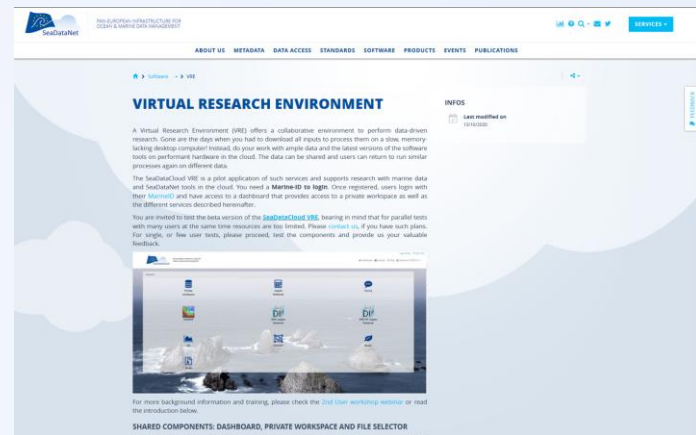 SeaDataNet
PAN-EUROPEAN INFRASTRUCTURE FOR
OCEAN & MARINE DATA MANAGEMENT
SERVICES
ABOUT US METADATA DATA ACCESS STANDARDS SOFTWARE PRODUCTS EVENTS PUBLICATIONS
Software > VRE
VIRTUAL RESEARCH ENVIRONMENT
INFOS
Last modified on
FEEDBACK
A Virtual Research Environment (VRE) offers a collaborative environment to perform data-driven
research. Gone are the days when you had to download all inputs to process them on a slow, memory-
lacking desktop computer! Instead, do your work with ample data and the latest versions of the software
tools on performant hardware in the cloud. The data can be shared and users can return to run similar
processes again on different data.
The SeaDataCloud VRE is a pilot application of such services and supports research with marine data
and SeaDataNet tools in the cloud. You need a Marine-ID to login. Once registered, users login with
their MarineID and have access to a dashboard that provides access to a private workspace as well as
the different services described hereinafter.
You are invited to test the beta version of the SeaDataCloud VRE, bearing in mind that for parallel tests
with many users at the same time resources are too limited. Please contact us, if you have such plans.
For single, or few user tests, please proceed, test the components and provide us your valuable
feedback.
For more background information and training, please check the 2nd User workshop webinar or read
the introduction below.
SHARED COMPONENTS: DASHBOARD, PRIVATE WORKSPACE AND FILE SELECTOR